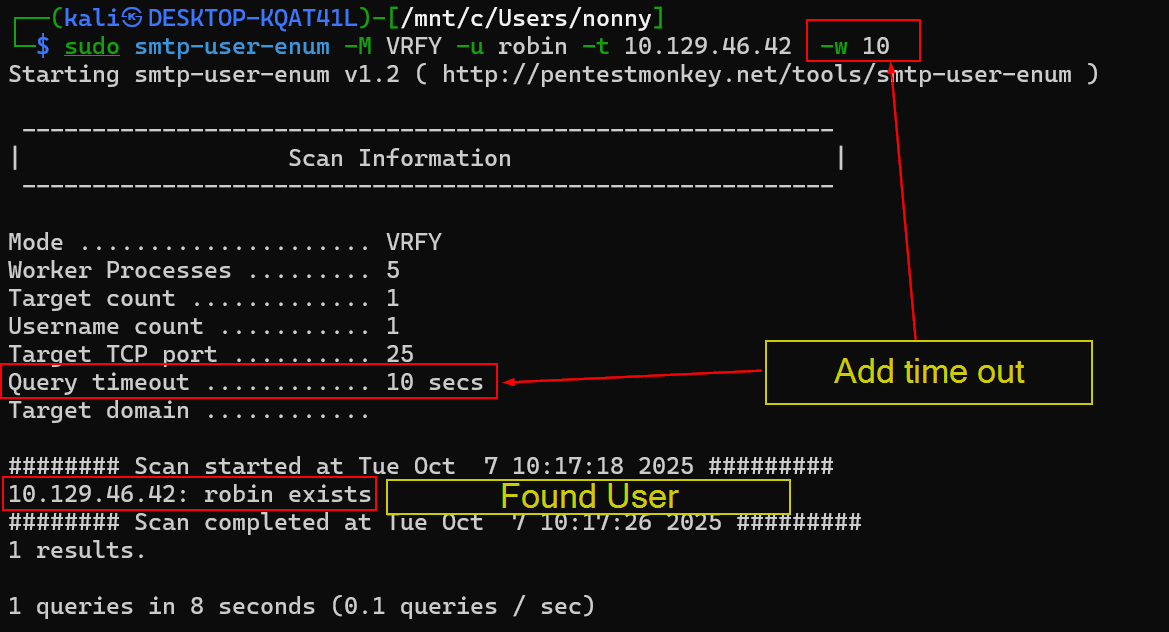 ┌──(kali㉿DESKTOP-KQAT41L)-[/mnt/c/Users/nonny]
└─$ sudo smtp-user-enum -M VRFY -u robin -t 10.129.46.42 -w 10
Starting smtp-user-enum v1.2 ( http://pentestmonkey.net/tools/smtp-user-enum )
 ----------------------------------------------------------
|                   Scan Information                       |
 ----------------------------------------------------------
Mode ..................... VRFY
Worker Processes ......... 5
Target count ............. 1
Username count ........... 1
Target TCP port .......... 25
Query timeout ............ 10 secs
Add time out
Target domain ............
######## Scan started at Tue Oct  7 10:17:18 2025 #########
10.129.46.42: robin exists
Found User
######## Scan completed at Tue Oct  7 10:17:26 2025 #########
1 results.
1 queries in 8 seconds (0.1 queries / sec)